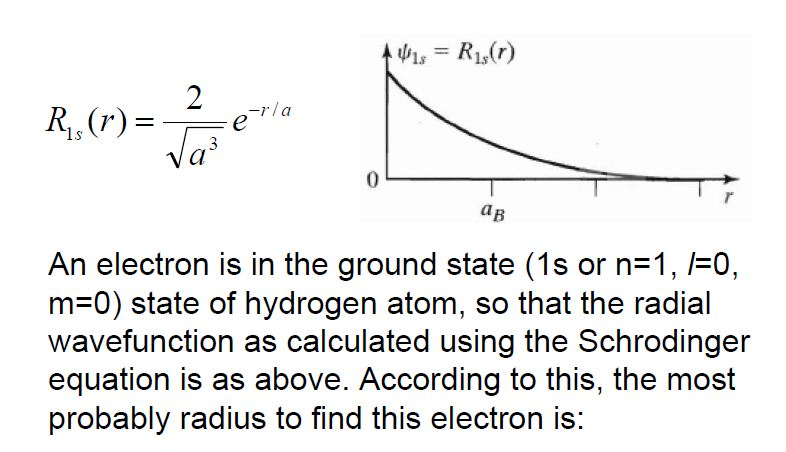 R₁ₛ(r) = 2/√a³ e^(-r/a)
ψ₁ₛ = R₁ₛ(r)
0
a_B
r
An electron is in the ground state (1s or n=1, l=0,
m=0) state of hydrogen atom, so that the radial
wavefunction as calculated using the Schrodinger
equation is as above. According to this, the most
probably radius to find this electron is: